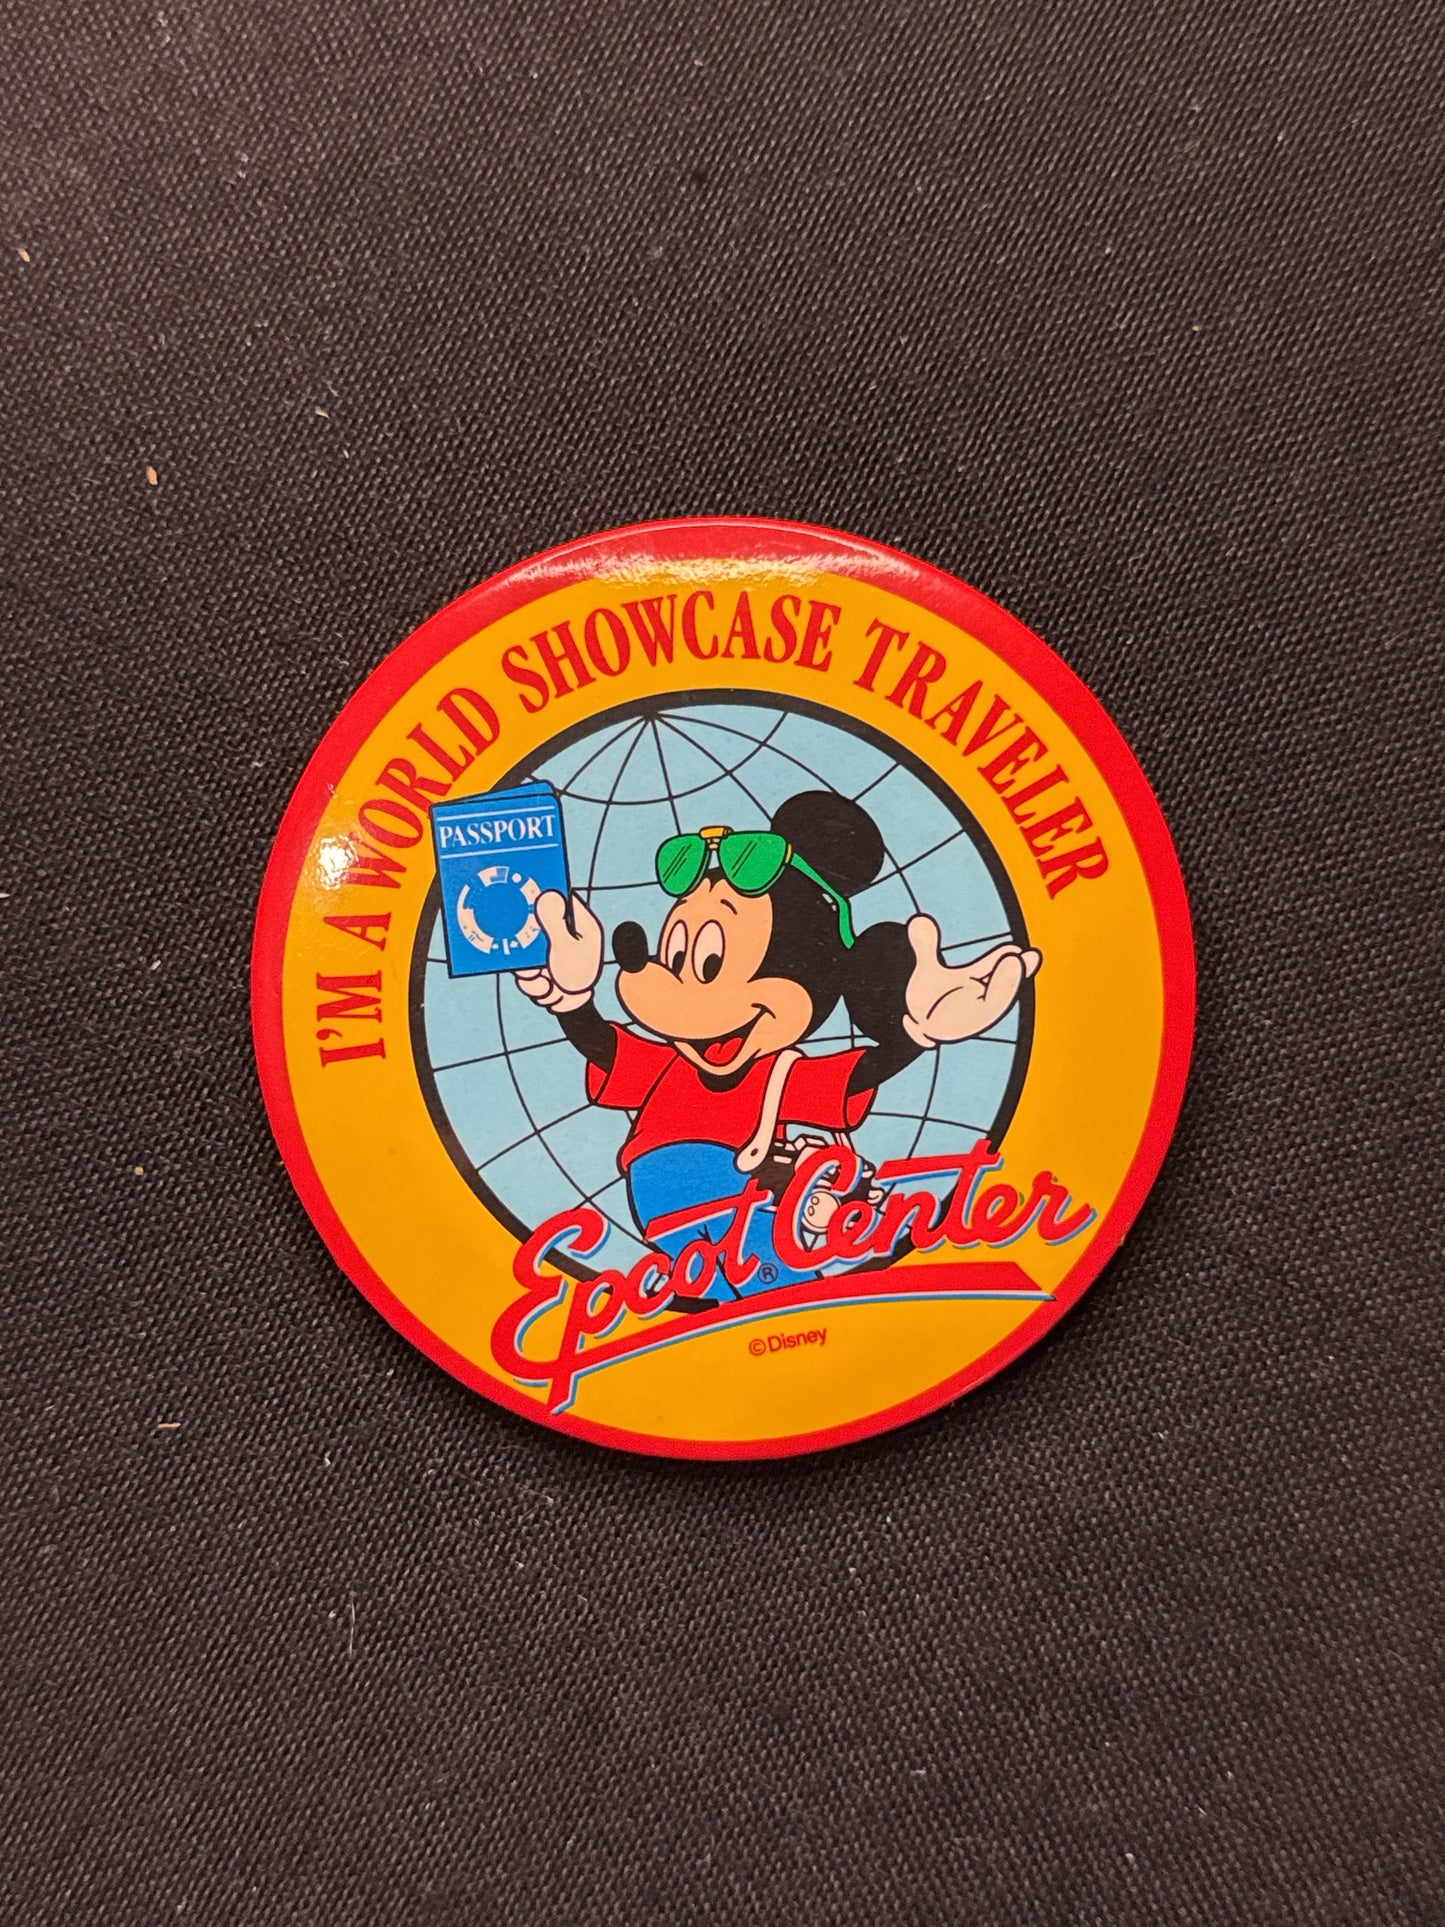 I'M A WORLD SHOWCASE TRAVELER
PASSPORT
Epcot Center
®
©Disney